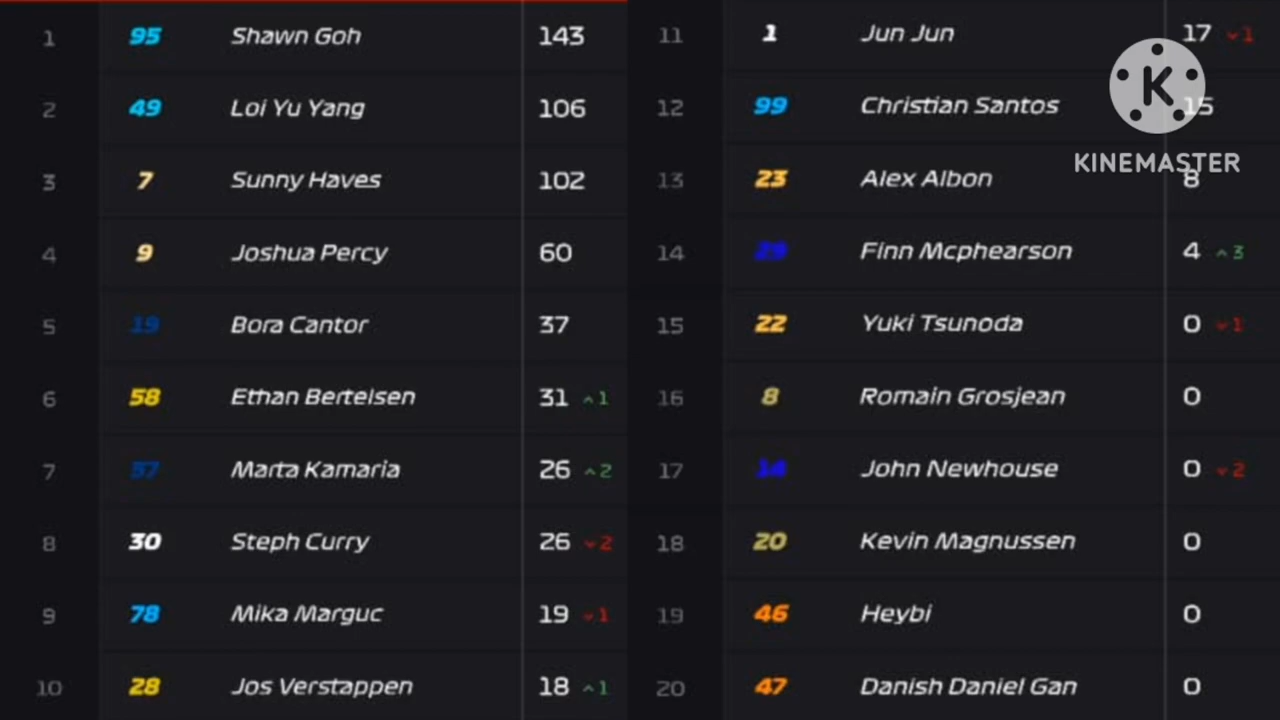 1 95 Shawn Goh 143
2 49 Loi Yu Yang 106
3 7 Sunny Haves 102
4 9 Joshua Percy 60
5 19 Bora Cantor 37
6 58 Ethan Bertelsen 31 ^1
7 57 Marta Kamaria 26 ^2
8 30 Steph Curry 26 ⌄2
9 78 Mika Marguc 19 ⌄1
10 28 Jos Verstappen 18 ^1
11 1 Jun Jun 17 ⌄1
12 99 Christian Santos 15
13 23 Alex Albon 8
14 29 Finn Mcphearson 4 ^3
15 22 Yuki Tsunoda 0 ⌄1
16 8 Romain Grosjean 0
17 14 John Newhouse 0 ⌄2
18 20 Kevin Magnussen 0
19 46 Heybi 0
20 47 Danish Daniel Gan 0
K
KINEMASTER